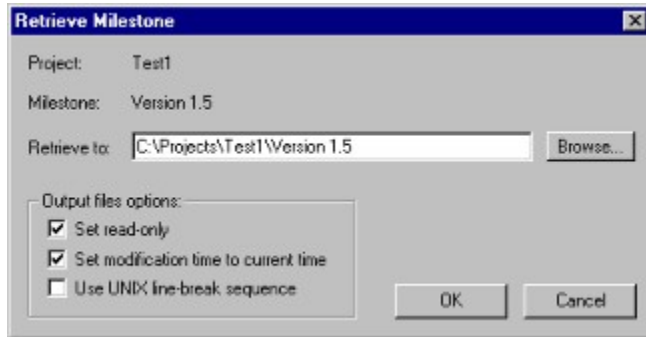 Retrieve Milestone
Project: Test1
Milestone: Version 1.5
Retrieve to: C:\Projects\Test1\Version 1.5 Browse...
Output files options:
Set read-only
Set modification time to current time
Use UNIX line-break sequence
OK Cancel